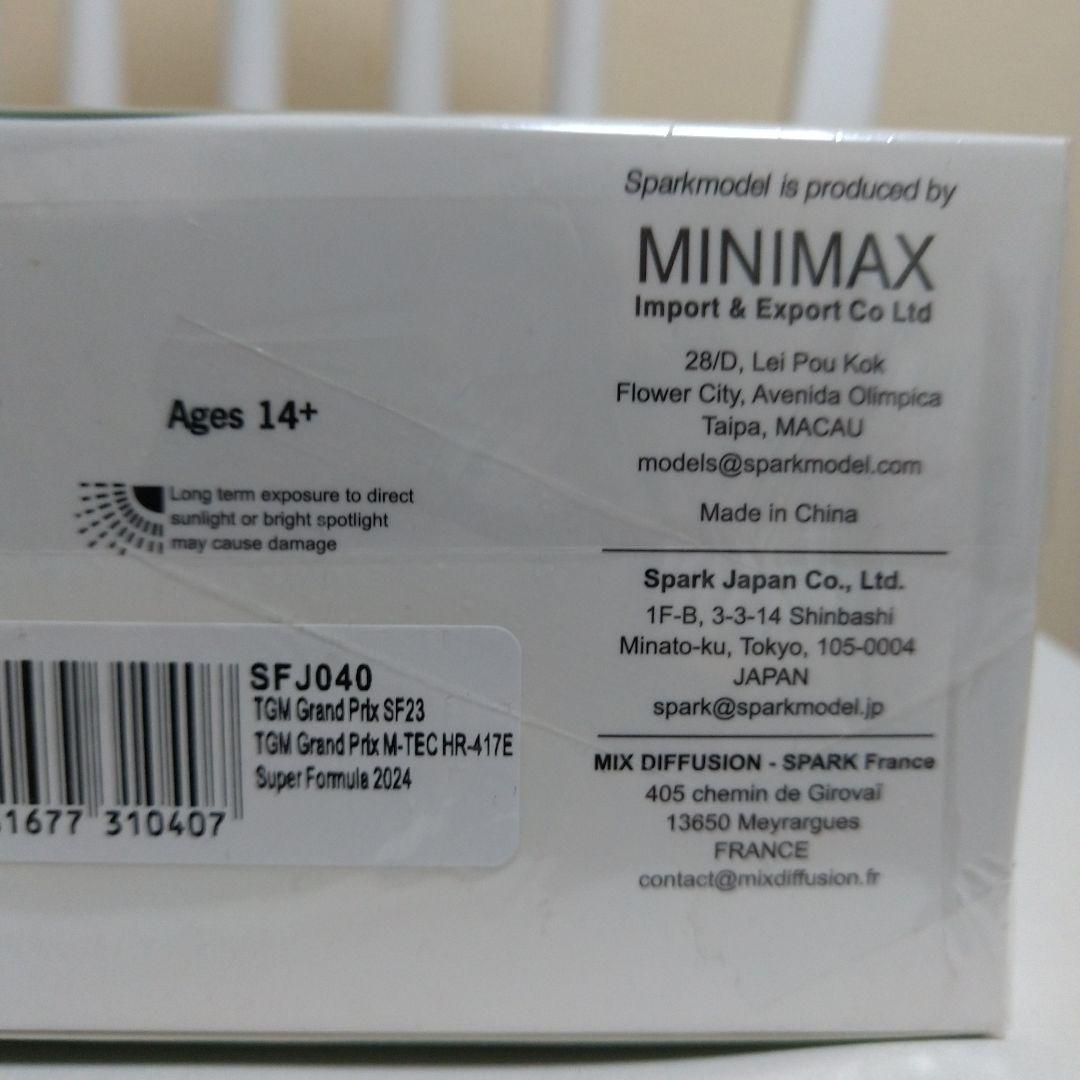 Sparkmodel is produced by
MINIMAX
Import & Export Co Ltd
28/D, Lei Pou Kok
Flower City, Avenida Olimpica
Taipa, MACAU
models@sparkmodel.com
Made in China
Spark Japan Co., Ltd.
1F-B, 3-3-14 Shinbashi
Minato-ku, Tokyo, 105-0004
JAPAN
spark@sparkmodel.jp
MIX DIFFUSION - SPARK France
405 chemin de Girovaï
13650 Meyrargues
FRANCE
contact@mixdiffusion.fr
Ages 14+
Long term exposure to direct
sunlight or bright spotlight
may cause damage
SFJ040
TGM Grand Prix SF23
TGM Grand Prix M-TEC HR-417E
Super Formula 2024
1677 310407